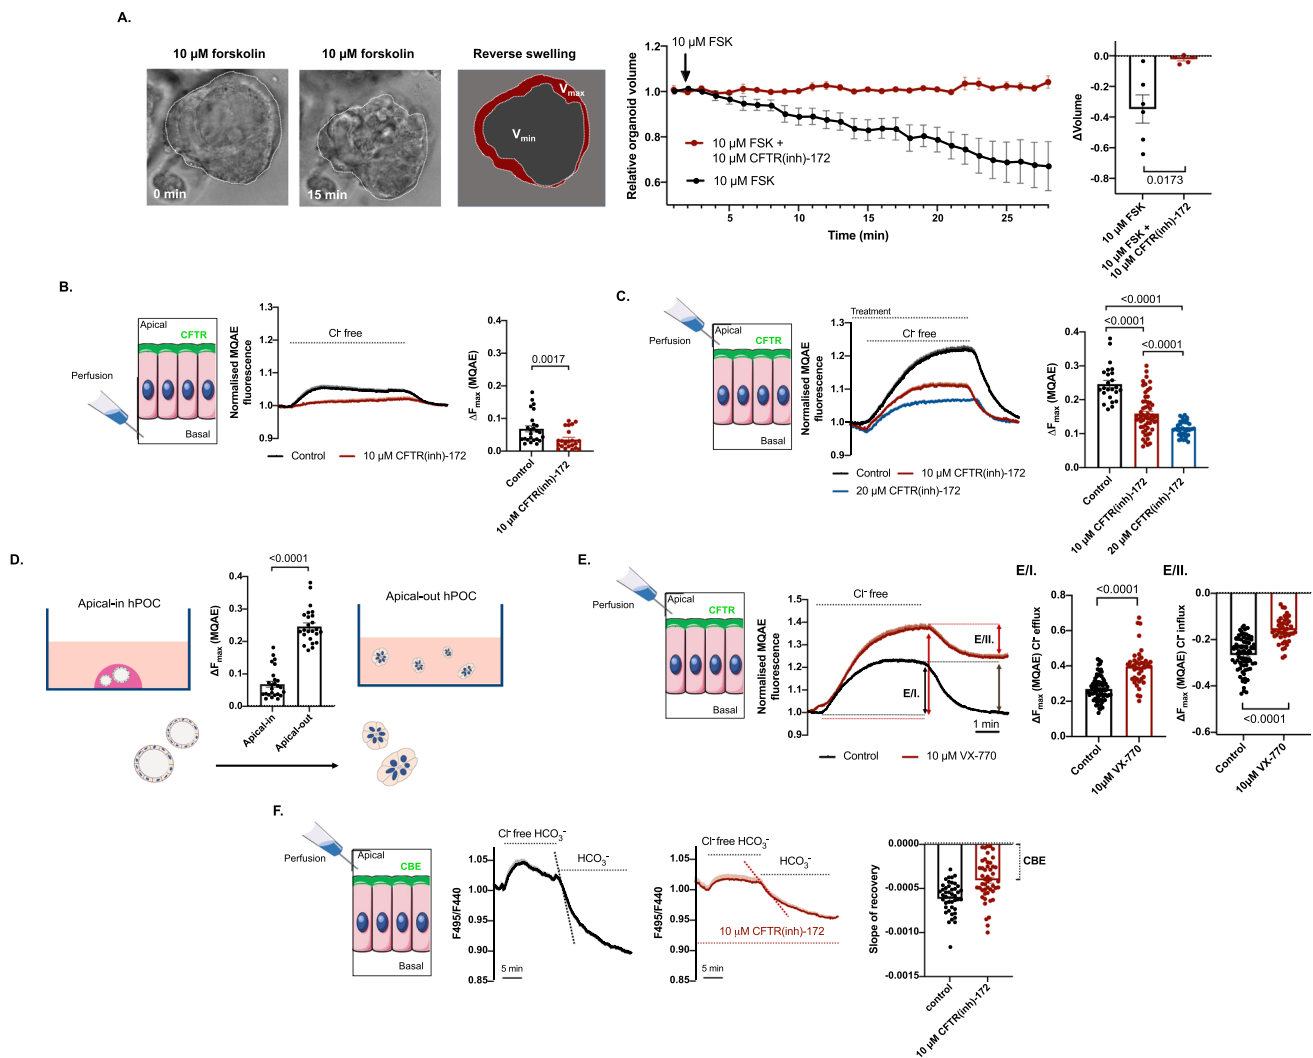 A.
10 µM forskolin
10 µM forskolin
Reverse swelling
0 min
15 min
Vmax
Vmin
Relative organoid volume
1.2
1.0
0.8
0.6
10 µM FSK
10 µM FSK +
10 µM CFTR(inh)-172
10 µM FSK
5
10
15
20
25
Time (min)
ΔVolume
0.0
-0.2
-0.4
-0.6
-0.8
0.0173
10 µM FSK
10 µM FSK +
10 µM CFTR(inh)-172
B.
Apical
CFTR
Perfusion
Basal
Normalised MQAE
fluorescence
1.3
1.2
1.1
1.0
0.9
Cl⁻ free
Control
10 µM CFTR(inh)-172
ΔFmax (MQAE)
0.4
0.3
0.2
0.1
0.0
0.0017
Control
10 µM CFTR(inh)-172
C.
Perfusion
Apical
CFTR
Basal
Normalised MQAE
fluorescence
1.3
1.2
1.1
1.0
0.9
Treatment
Cl⁻ free
Control
10 µM CFTR(inh)-172
20 µM CFTR(inh)-172
ΔFmax (MQAE)
0.4
0.3
0.2
0.1
0.0
<0.0001
<0.0001
<0.0001
Control
10 µM CFTR(inh)-172
20 µM CFTR(inh)-172
D.
Apical-in hPOC
ΔFmax (MQAE)
0.4
0.3
0.2
0.1
0.0
<0.0001
Apical-in
Apical-out
Apical-out hPOC
E.
Perfusion
Apical
CFTR
Basal
Normalised MQAE
fluorescence
1.5
1.4
1.3
1.2
1.1
1.0
0.9
Cl⁻ free
E/I.
E/II.
1 min
Control
10 µM VX-770
E/I.
ΔFmax (MQAE) Cl⁻ efflux
0.8
0.6
0.4
0.2
0.0
<0.0001
Control
10µM VX-770
E/II.
ΔFmax (MQAE) Cl⁻ influx
0.0
-0.2
-0.4
-0.6
<0.0001
Control
10µM VX-770
F.
Perfusion
Apical
CBE
Basal
F495/F440
1.05
1.00
0.95
0.90
0.85
Cl⁻ free HCO₃⁻
HCO₃⁻
5 min
F495/F440
1.05
1.00
0.95
0.90
0.85
Cl⁻ free HCO₃⁻
HCO₃⁻
10 µM CFTR(inh)-172
5 min
Slope of recovery
0.0000
-0.0005
-0.0010
-0.0015
CBE
control
10 µM CFTR(inh)-172